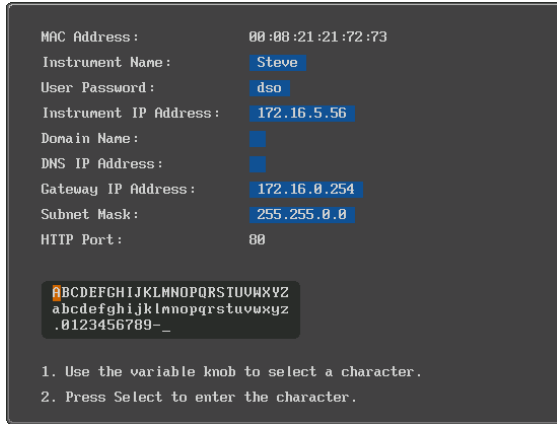 MAC Address: 00:08:21:21:72:73
Instrument Name: Steve
User Password: dso
Instrument IP Address: 172.16.5.56
Domain Name:
DNS IP Address:
Gateway IP Address: 172.16.0.254
Subnet Mask: 255.255.0.0
HTTP Port: 80
ABCDEFGHIJKLMNOPQRSTUVWXYZ
abcdefghijklmnopqrstuvwxyz
.0123456789-_
1. Use the variable knob to select a character.
2. Press Select to enter the character.